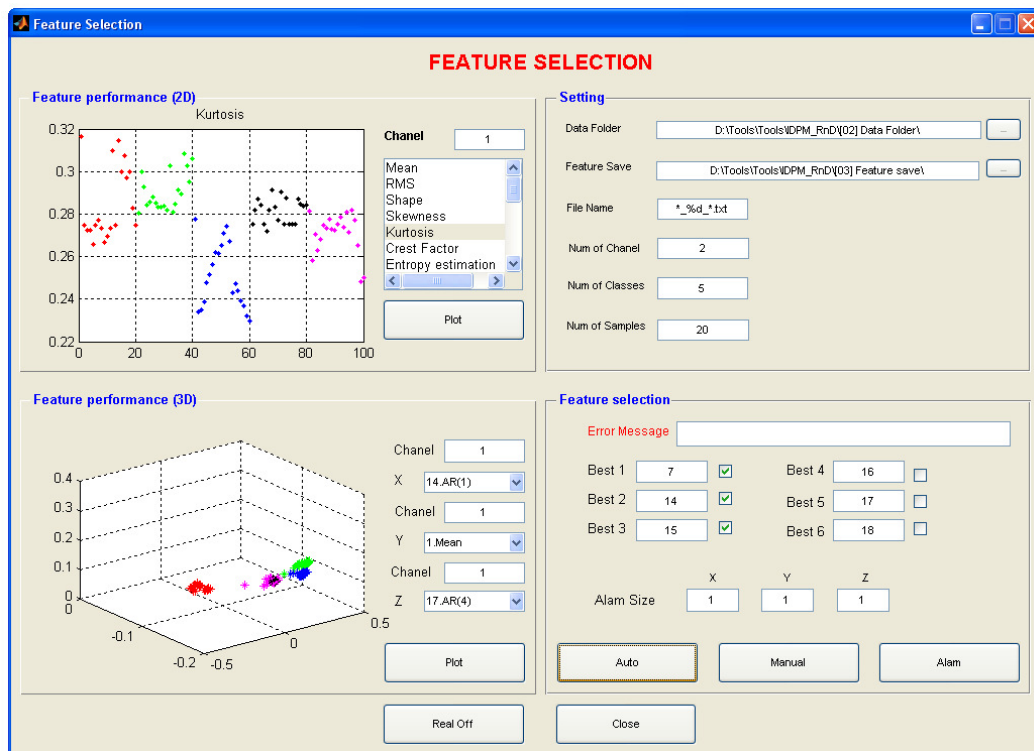 Feature Selection
FEATURE SELECTION
Feature performance (2D)
Kurtosis
0.32
0.3
0.28
0.26
0.24
0.22
0 20 40 60 80 100
Chanel 1
Mean
RMS
Shape
Skewness
Kurtosis
Crest Factor
Entropy estimation
Plot
Setting
Data Folder D:\Tools\Tools\IDPM_RnD\[02] Data Folder\ ...
Feature Save D:\Tools\Tools\IDPM_RnD\[03] Feature save\ ...
File Name *_%d_*.txt
Num of Chanel 2
Num of Classes 5
Num of Samples 20
Feature performance (3D)
0.4
0.3
0.2
0.1
0
0
-0.1
-0.2
-0.5
0
0.5
Chanel 1
X 14.AR(1)
Chanel 1
Y 1.Mean
Chanel 1
Z 17.AR(4)
Plot
Feature selection
Error Message
Best 1 7 Best 4 16
Best 2 14 Best 5 17
Best 3 15 Best 6 18
X Y Z
Alam Size 1 1 1
Auto Manual Alam
Real Off Close